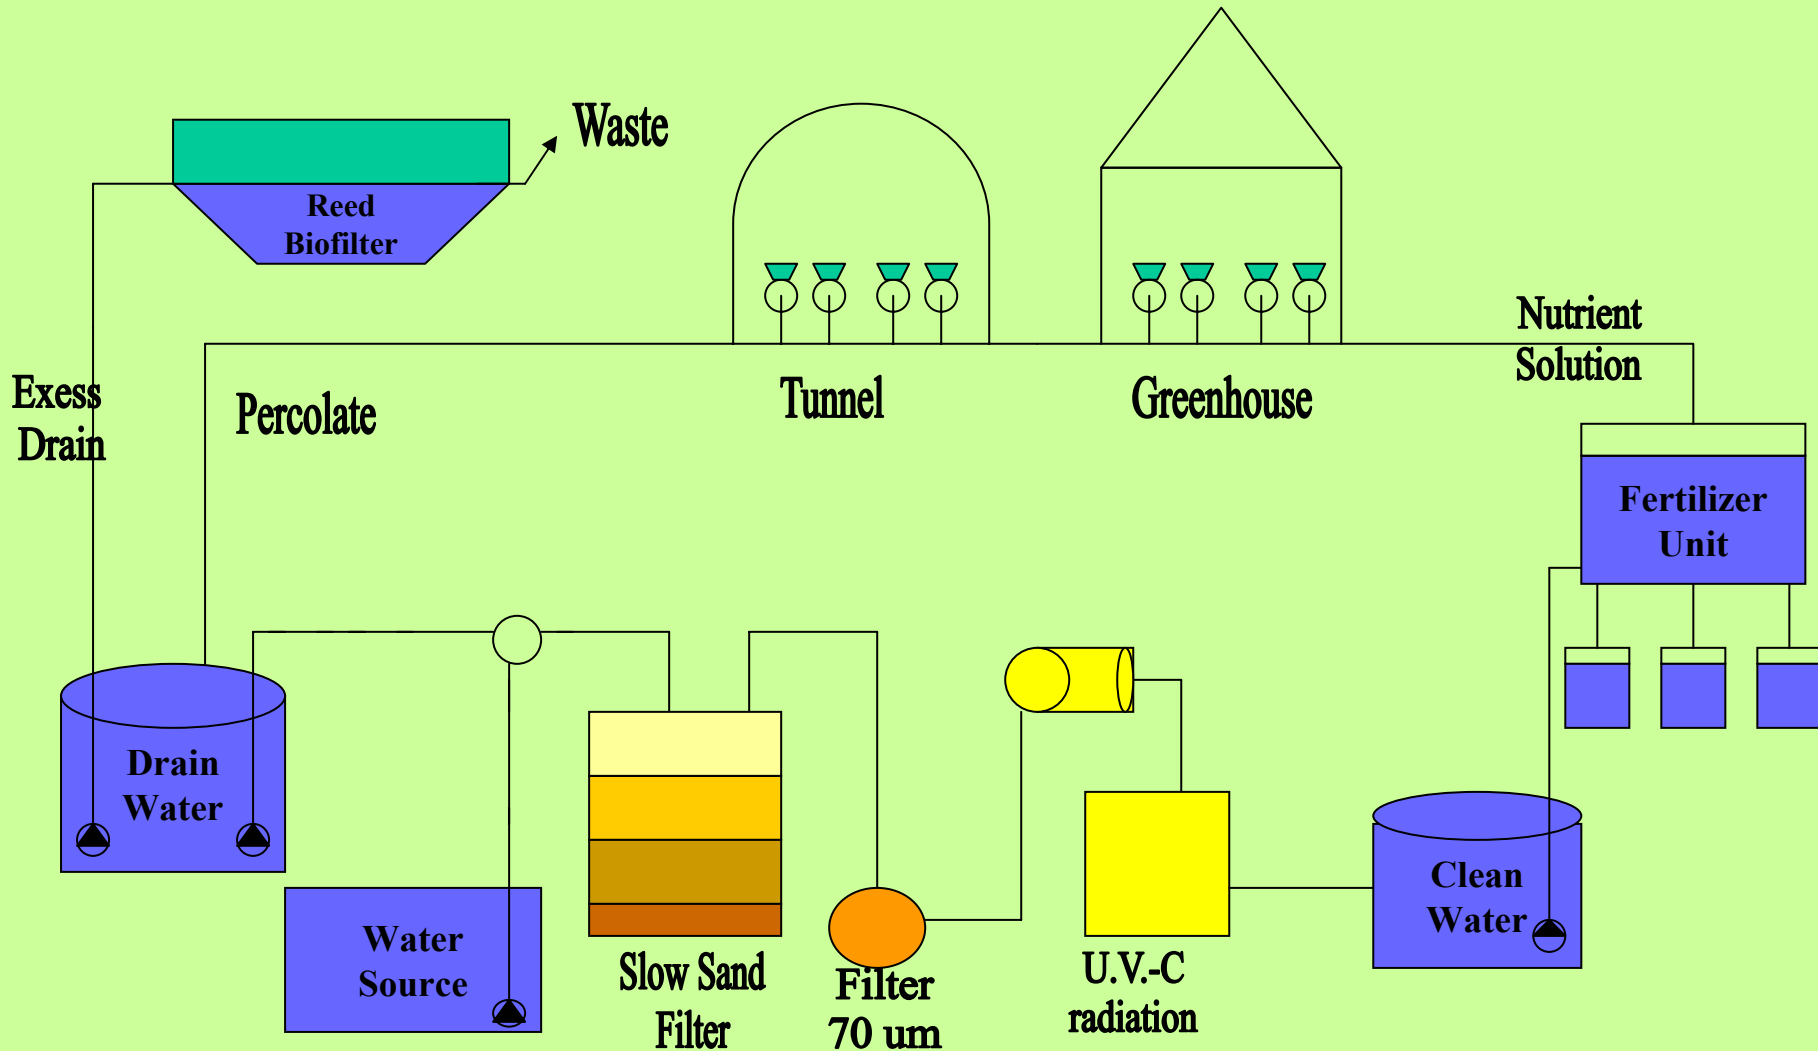 Waste
Reed
Biofilter
Nutrient
Solution
Exess
Drain
Percolate
Tunnel
Greenhouse
Fertilizer
Unit
Drain
Water
Water
Source
Slow Sand
Filter
Filter
70 um
U.V.-C
radiation
Clean
Water